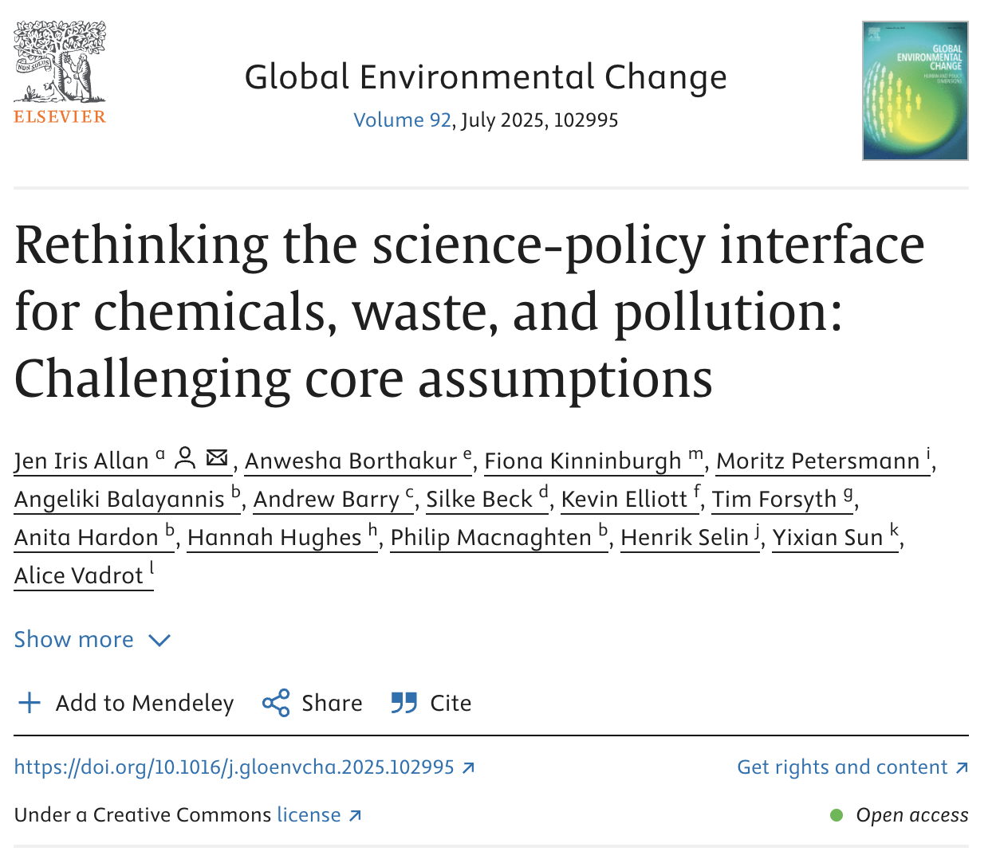 NON SOLUS
ELSEVIER
Global Environmental Change
Volume 92, July 2025, 102995
GLOBAL
ENVIRONMENTAL
CHANGE
HUMAN AND POLICY
DIMENSIONS
Rethinking the science-policy interface
for chemicals, waste, and pollution:
Challenging core assumptions
Jen Iris Allan a, Anwesha Borthakur e, Fiona Kinninburgh m, Moritz Petersmann i,
Angeliki Balayannis b, Andrew Barry c, Silke Beck d, Kevin Elliott f, Tim Forsyth g,
Anita Hardon b, Hannah Hughes h, Philip Macnaghten b, Henrik Selin j, Yixian Sun k,
Alice Vadrot l
Show more
Add to Mendeley Share Cite
https://doi.org/10.1016/j.gloenvcha.2025.102995 Get rights and content
Under a Creative Commons license Open access